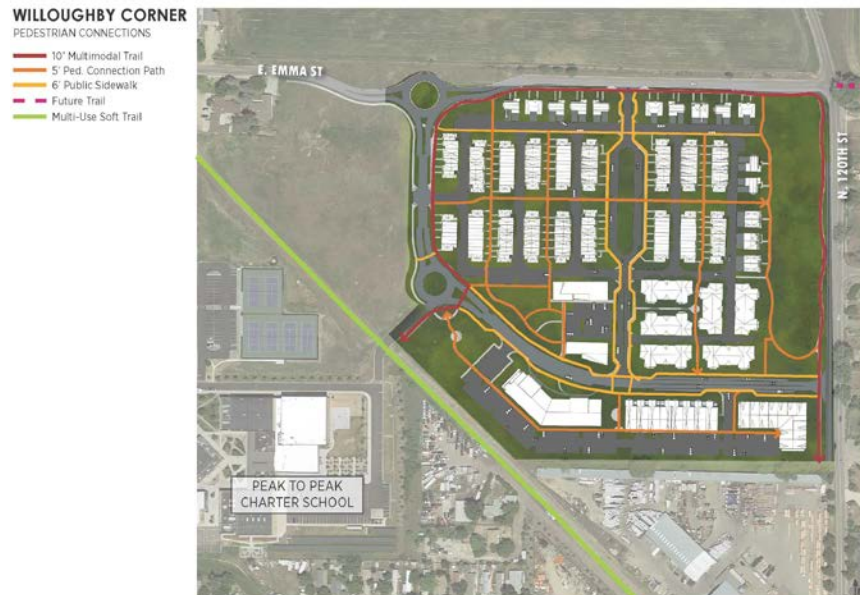 WILLOUGHBY CORNER
PEDESTRIAN CONNECTIONS
10' Multimodal Trail
5' Ped. Connection Path
6' Public Sidewalk
Future Trail
Multi-Use Soft Trail
E. EMMA ST
N. 120TH ST
PEAK TO PEAK
CHARTER SCHOOL